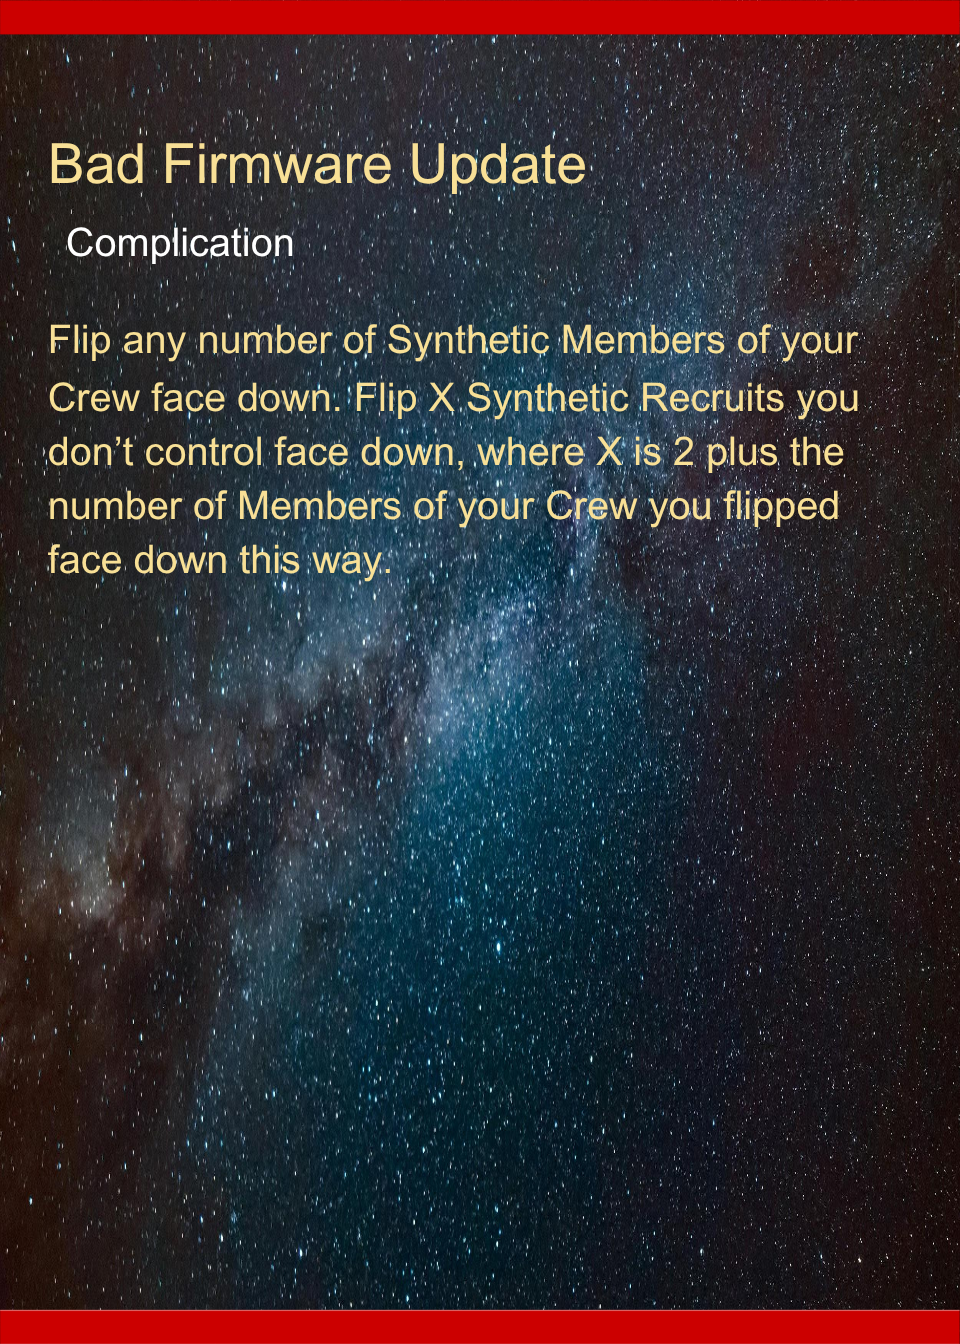 Bad Firmware Update
Complication
Flip any number of Synthetic Members of your
Crew face down. Flip X Synthetic Recruits you
don’t control face down, where X is 2 plus the
number of Members of your Crew you flipped
face down this way.